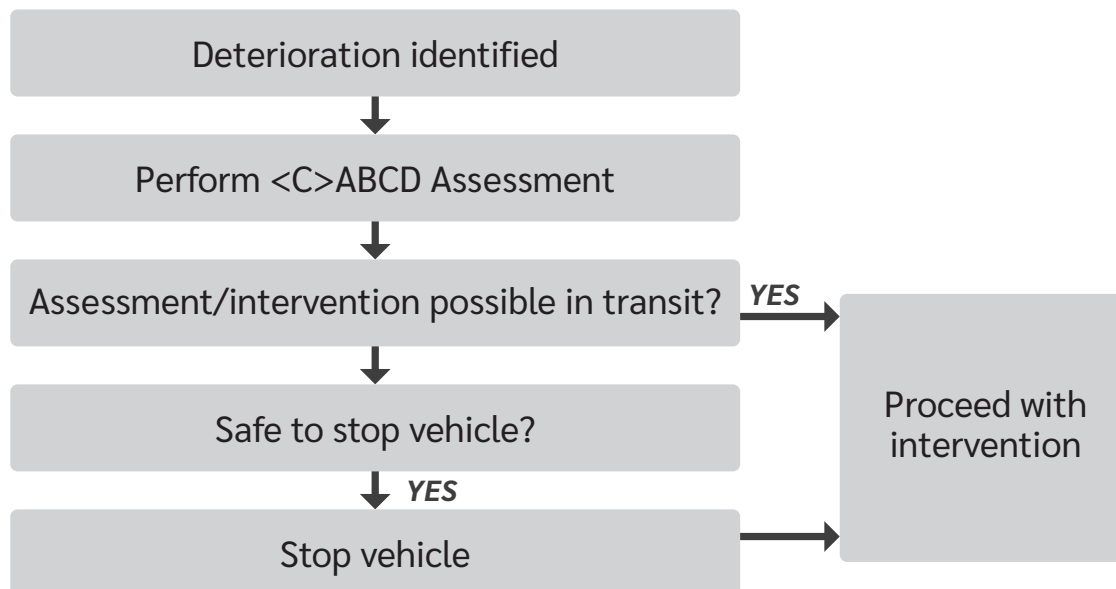 Deterioration identified
Perform <C>ABCD Assessment
Assessment/intervention possible in transit?
YES
Safe to stop vehicle?
YES
Stop vehicle
Proceed with
intervention